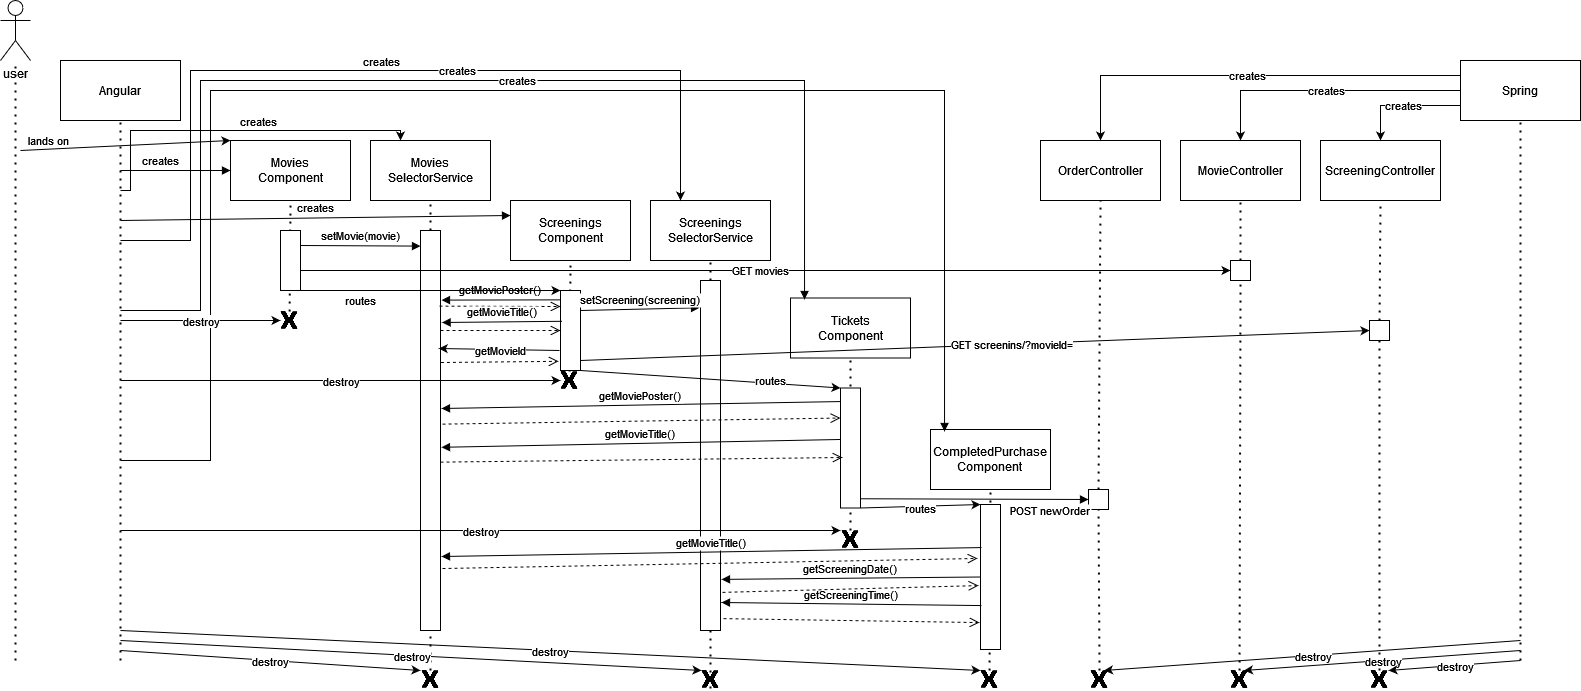 user
Angular
creates
creates
creates
creates
creates
creates
Spring
creates
lands on
creates
Movies
Component
Movies
SelectorService
OrderController
MovieController
ScreeningController
creates
Screenings
Component
Screenings
SelectorService
setMovie(movie)
GET movies
routes
getMoviePoster()
setScreening(screening)
getMovieTitle()
destroy
Tickets
Component
getMovieId
GET screenins/?movieId=
destroy
routes
getMoviePoster()
getMovieTitle()
CompletedPurchase
Component
routes
POST newOrder
destroy
getMovieTitle()
getScreeningDate()
getScreeningTime()
destroy
destroy
destroy
destroy
destroy
destroy